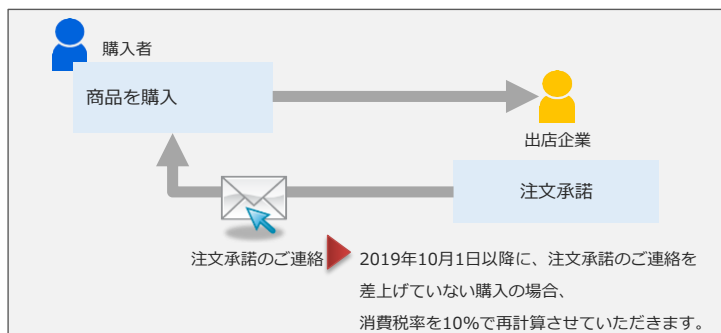 購入者
商品を購入
出店企業
注文承諾
注文承諾のご連絡
2019年10月1日以降に、注文承諾のご連絡を
差上げていない購入の場合、
消費税率を10%で再計算させていただきます。